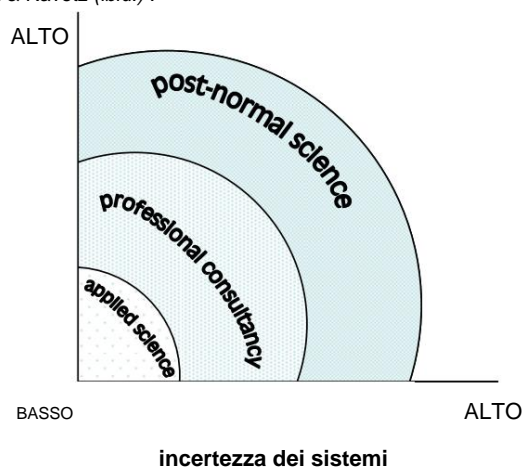 ALTO
post-normal science
professional consultancy
applied science
BASSO
ALTO
incertezza dei sistemi